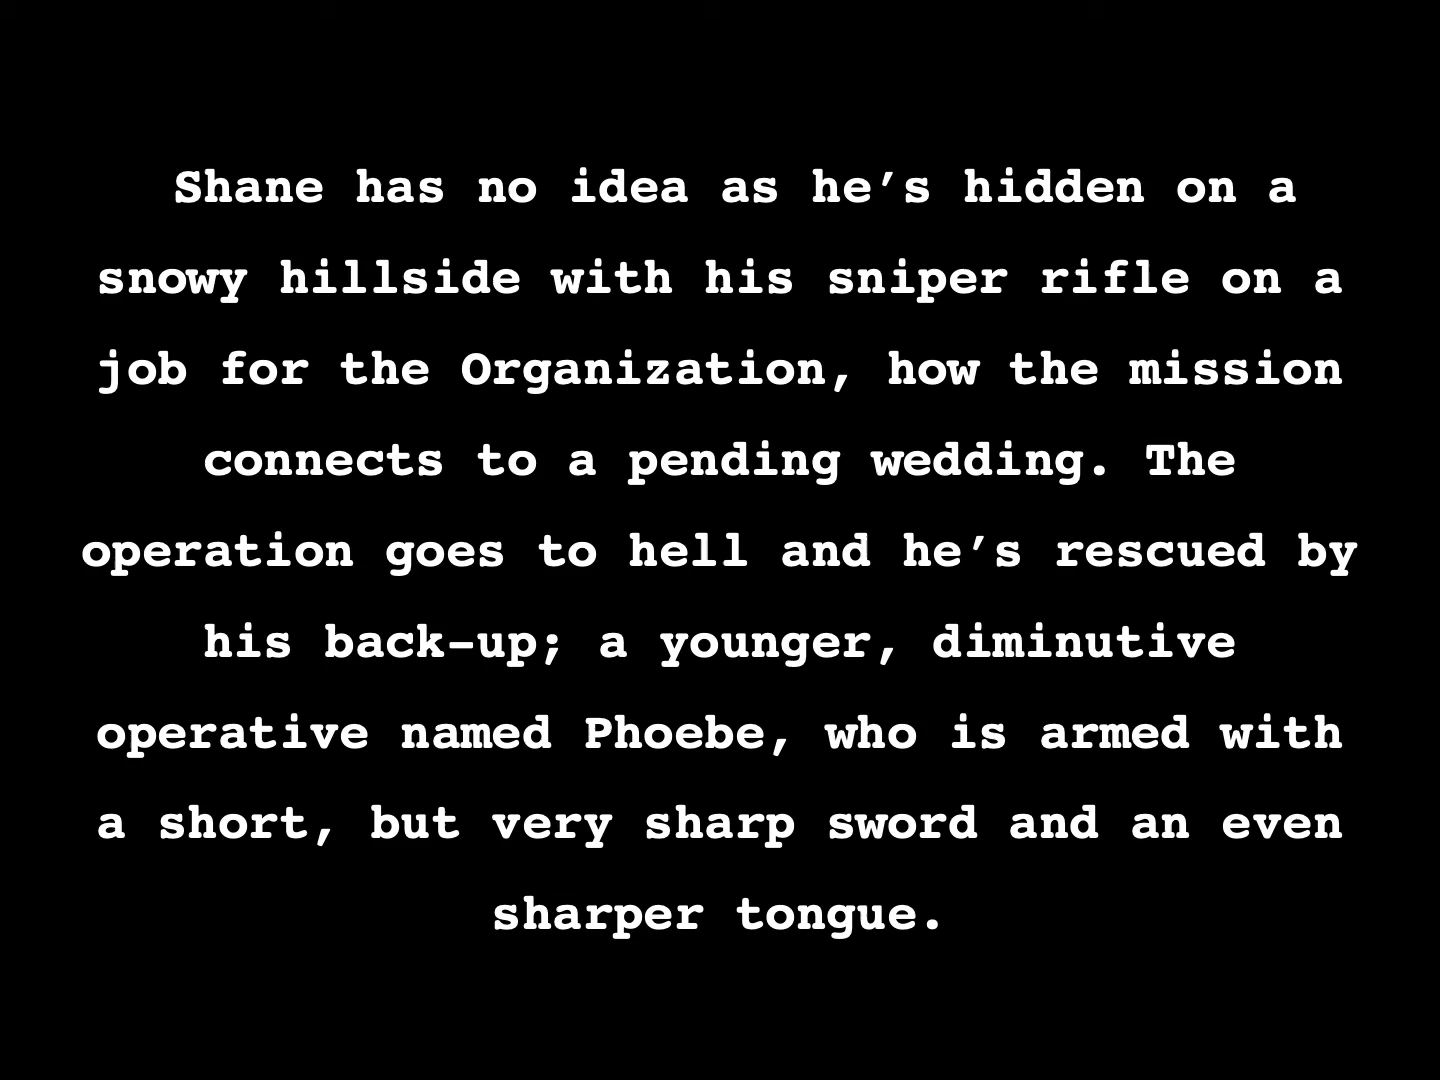 Shane has no idea as he’s hidden on a
snowy hillside with his sniper rifle on a
job for the Organization, how the mission
connects to a pending wedding. The
operation goes to hell and he’s rescued by
his back-up; a younger, diminutive
operative named Phoebe, who is armed with
a short, but very sharp sword and an even
sharper tongue.